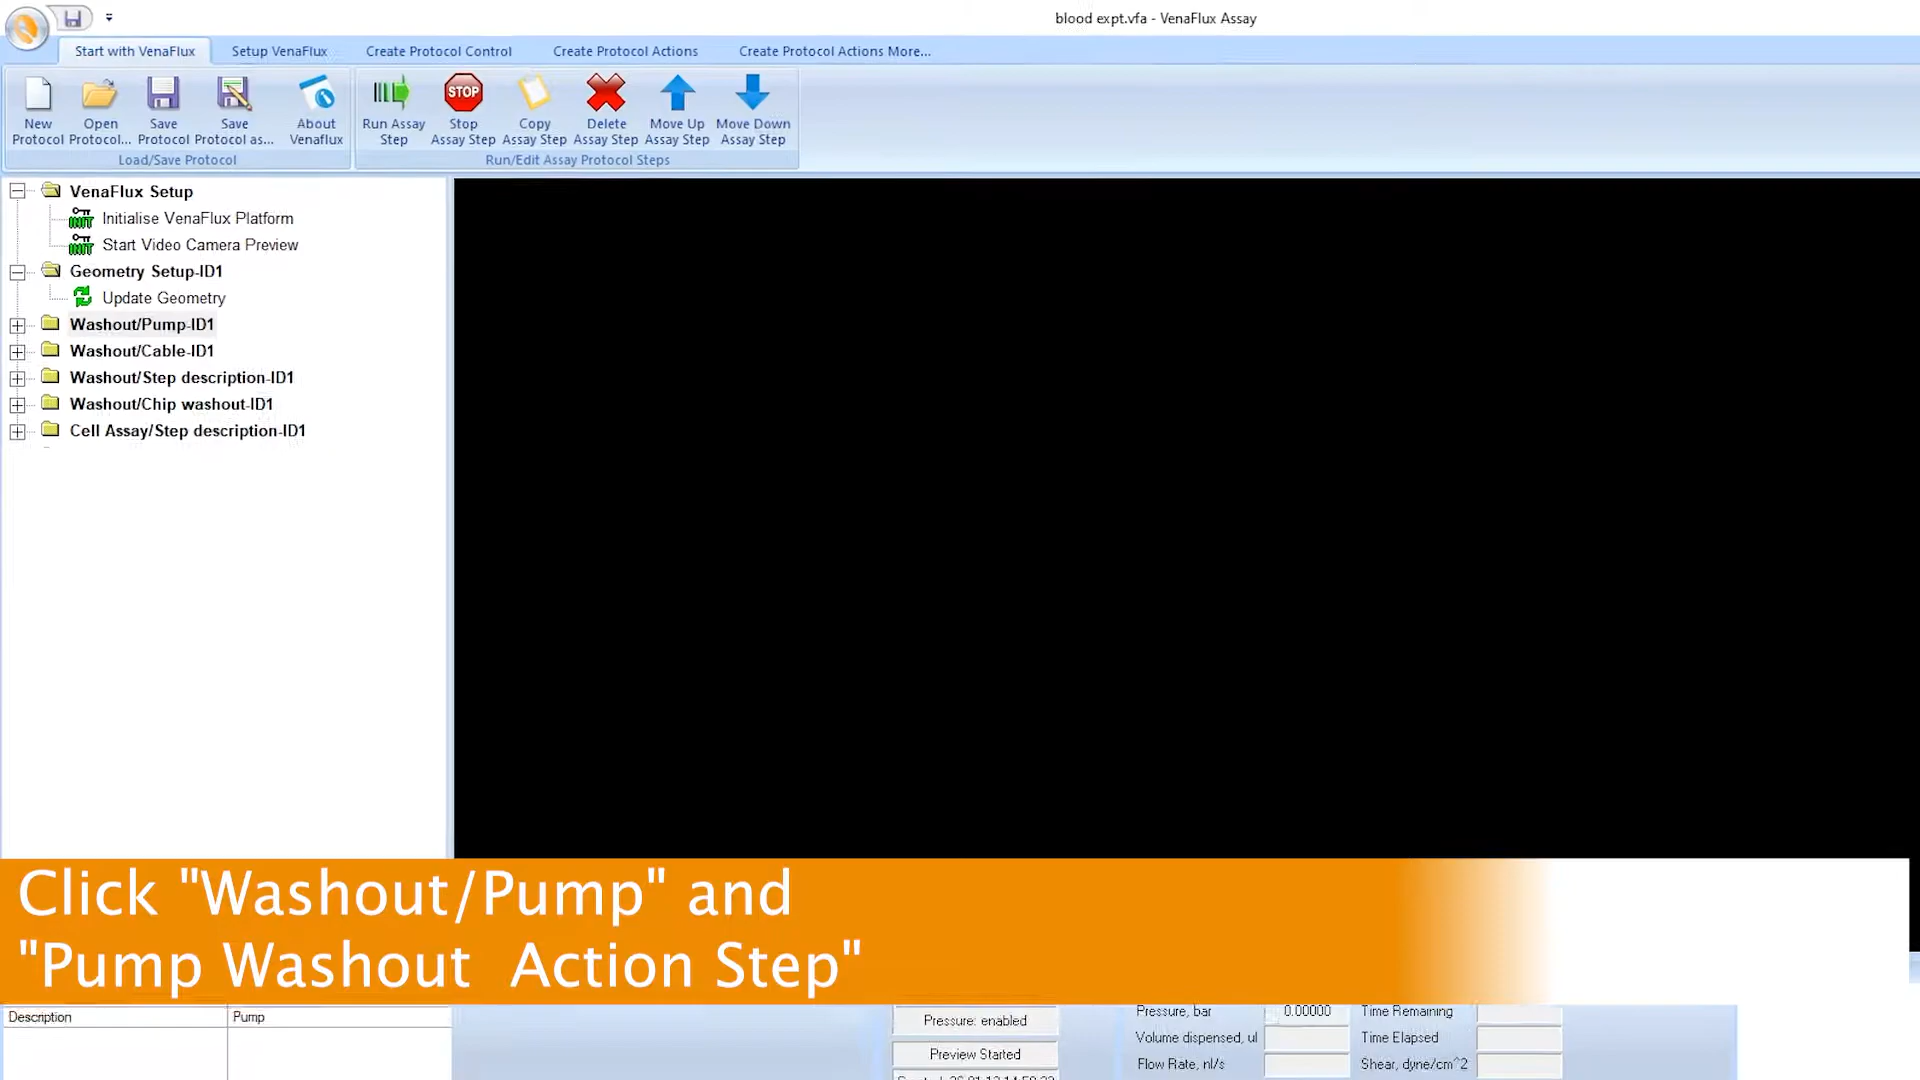 blood expt.vfa - VenaFlux Assay
Start with VenaFlux
Setup VenaFlux
Create Protocol Control
Create Protocol Actions
Create Protocol Actions More...
New Protocol
Open Protocol...
Save Protocol
Save Protocol as...
About Venaflux
Run Assay Step
STOP
Stop Assay Step
Copy Assay Step
Delete Assay Step
Move Up Assay Step
Move Down Assay Step
Load/Save Protocol
Run/Edit Assay Protocol Steps
VenaFlux Setup
INIT Initialise VenaFlux Platform
INIT Start Video Camera Preview
Geometry Setup-ID1
Update Geometry
Washout/Pump-ID1
Washout/Cable-ID1
Washout/Step description-ID1
Washout/Chip washout-ID1
Cell Assay/Step description-ID1
Click "Washout/Pump" and
"Pump Washout Action Step"
Description
Pump
Pressure: enabled
Preview Started
Pressure, bar
0.00000
Time Remaining
Volume dispensed, ul
Time Elapsed
Flow Rate, nl/s
Shear, dyne/cm^2